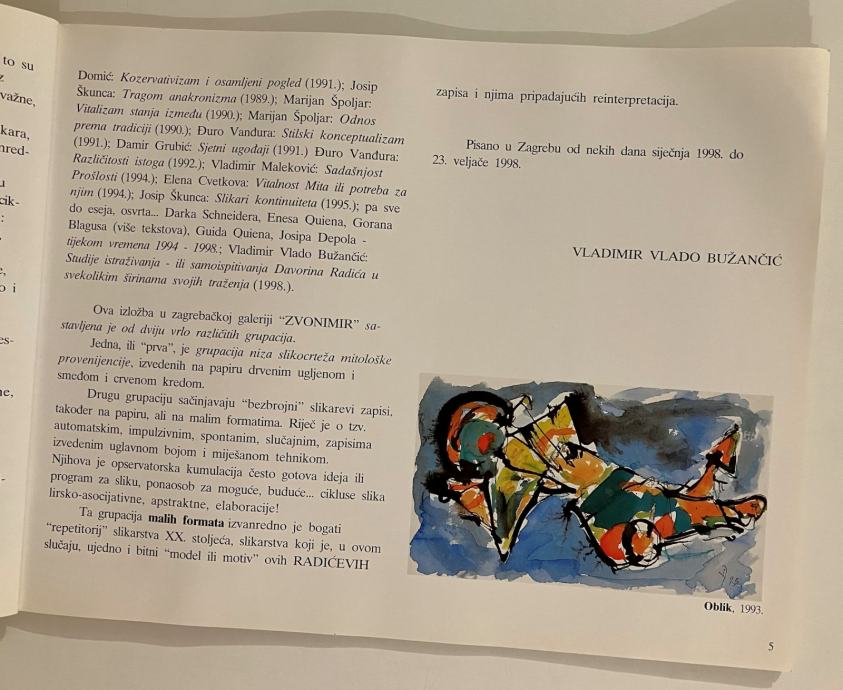 to su
z
važne,
kara,
nred-
u
cik-
:
e,
o i
es-
ne,
-
Domić: Kozervativizam i osamljeni pogled (1991.); Josip
Škunca: Tragom anakronizma (1989.); Marijan Špoljar:
Vitalizam stanja između (1990.); Marijan Špoljar: Odnos
prema tradiciji (1990.); Đuro Vanđura: Stilski konceptualizam
(1991.); Damir Grubić: Sjetni ugođaji (1991.) Đuro Vanđura:
Različitosti istoga (1992.); Vladimir Maleković: Sadašnjost
Prošlosti (1994.); Elena Cvetkova: Vitalnost Mita ili potreba za
njim (1994.); Josip Škunca: Slikari kontinuiteta (1995.); pa sve
do eseja, osvrta... Darka Schneidera, Enesa Quiena, Gorana
Blagusa (više tekstova), Guida Quiena, Josipa Depola -
tijekom vremena 1994 - 1998.; Vladimir Vlado Bužančić:
Studije istraživanja - ili samoispitivanja Davorina Radića u
svekolikim širinama svojih traženja (1998.).
Ova izložba u zagrebačkoj galeriji “ZVONIMIR” sa-
stavljena je od dviju vrlo različitih grupacija.
Jedna, ili “prva”, je grupacija niza slikocrteža mitološke
provenijencije, izvedenih na papiru drvenim ugljenom i
smeđom i crvenom kredom.
Drugu grupaciju sačinjavaju “bezbrojni” slikarevi zapisi,
također na papiru, ali na malim formatima. Riječ je o tzv.
automatskim, impulzivnim, spontanim, slučajnim, zapisima
izvedenim uglavnom bojom i miješanom tehnikom.
Njihova je opservatorska kumulacija često gotova ideja ili
program za sliku, ponaosob za moguće, buduće... cikluse slika
lirsko-asocijativne, apstraktne, elaboracije!
Ta grupacija malih formata izvanredno je bogati
“repetitorij” slikarstva XX. stoljeća, slikarstva koji je, u ovom
slučaju, ujedno i bitni “model ili motiv” ovih RADIĆEVIH
zapisa i njima pripadajućih reinterpretacija.
Pisano u Zagrebu od nekih dana siječnja 1998. do
23. veljače 1998.
VLADIMIR VLADO BUŽANČIĆ
Oblik, 1993.
5